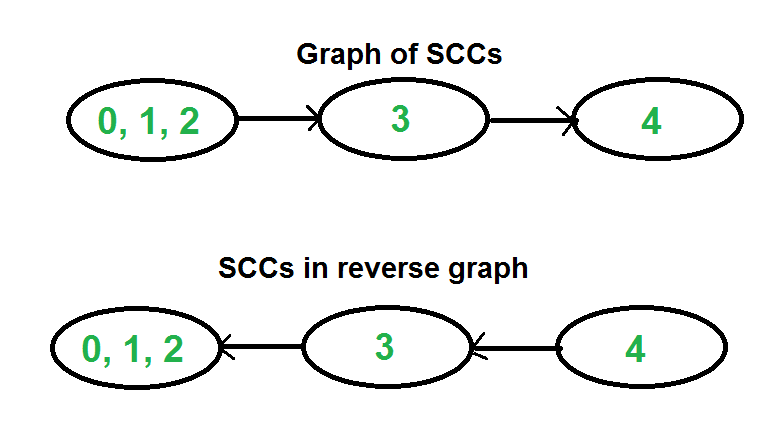 Graph of SCCs
0, 1, 2
3
4
SCCs in reverse graph
0, 1, 2
3
4